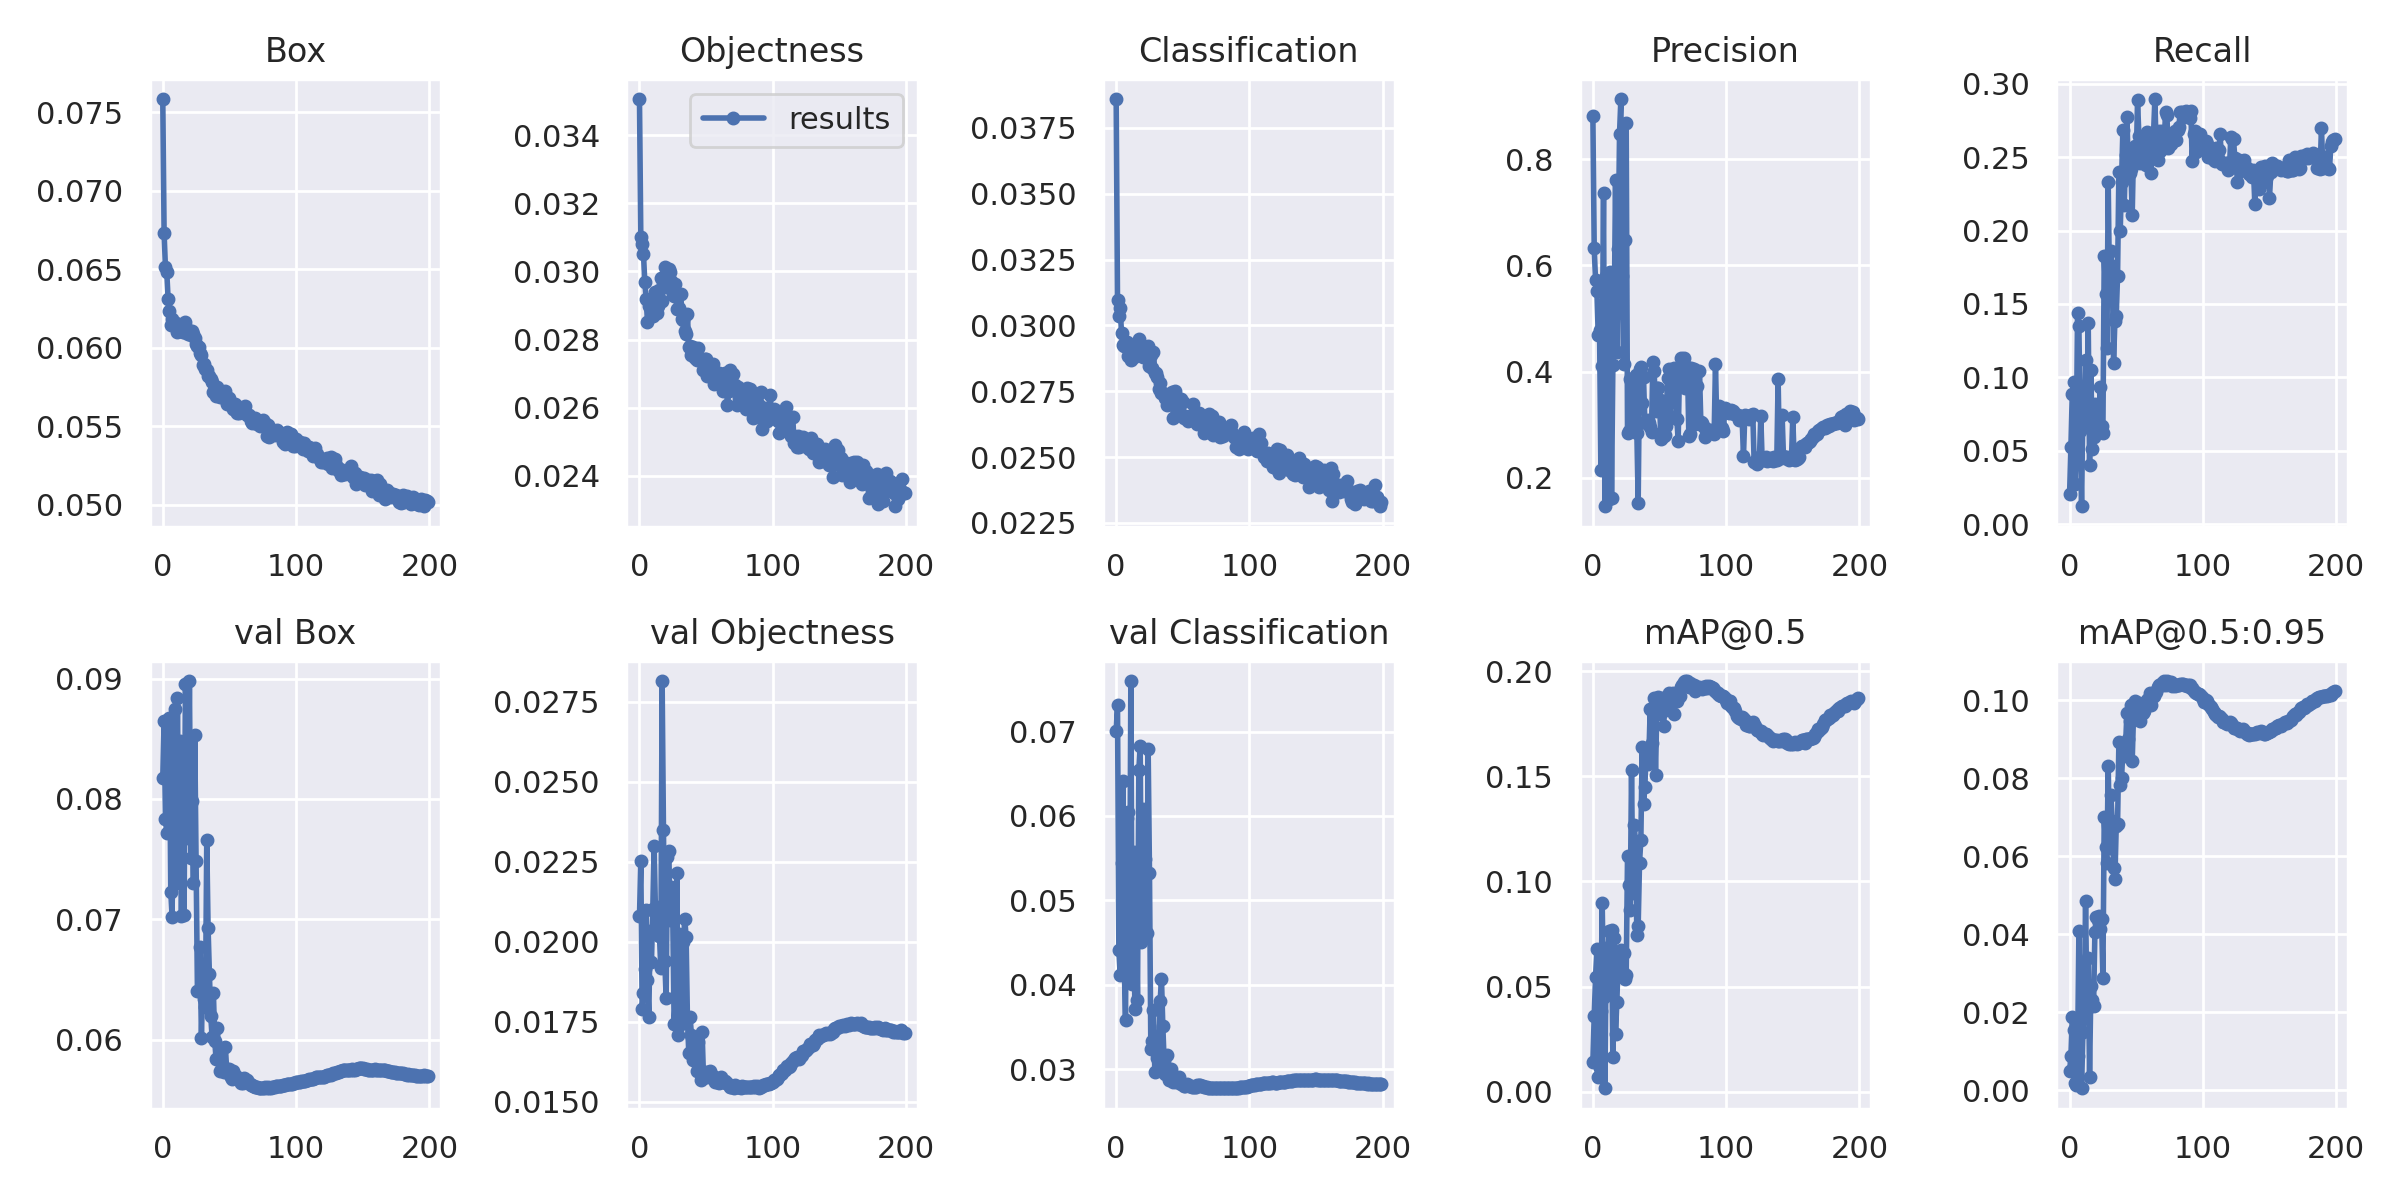 Box
Objectness
Classification
Precision
Recall
0.075
0.070
0.065
0.060
0.055
0.050
0 100 200
results
0.034
0.032
0.030
0.028
0.026
0.024
0 100 200
0.0375
0.0350
0.0325
0.0300
0.0275
0.0250
0.0225
0 100 200
0.8
0.6
0.4
0.2
0 100 200
0.30
0.25
0.20
0.15
0.10
0.05
0.00
0 100 200
val Box
val Objectness
val Classification
mAP@0.5
mAP@0.5:0.95
0.09
0.08
0.07
0.06
0 100 200
0.0275
0.0250
0.0225
0.0200
0.0175
0.0150
0 100 200
0.07
0.06
0.05
0.04
0.03
0 100 200
0.20
0.15
0.10
0.05
0.00
0 100 200
0.10
0.08
0.06
0.04
0.02
0.00
0 100 200